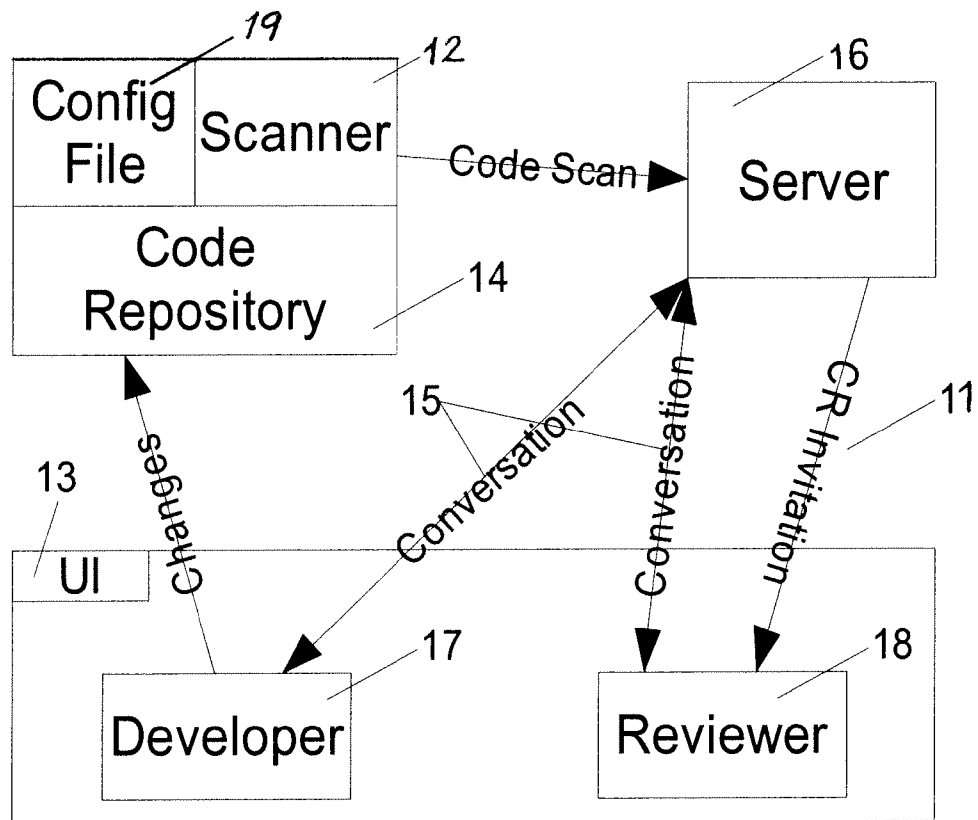 19
12
16
Config
File
Scanner
Code Scan
Server
Code
Repository
14
15
Conversation
Conversation
CR Invitation
11
Changes
13
UI
17
18
Developer
Reviewer